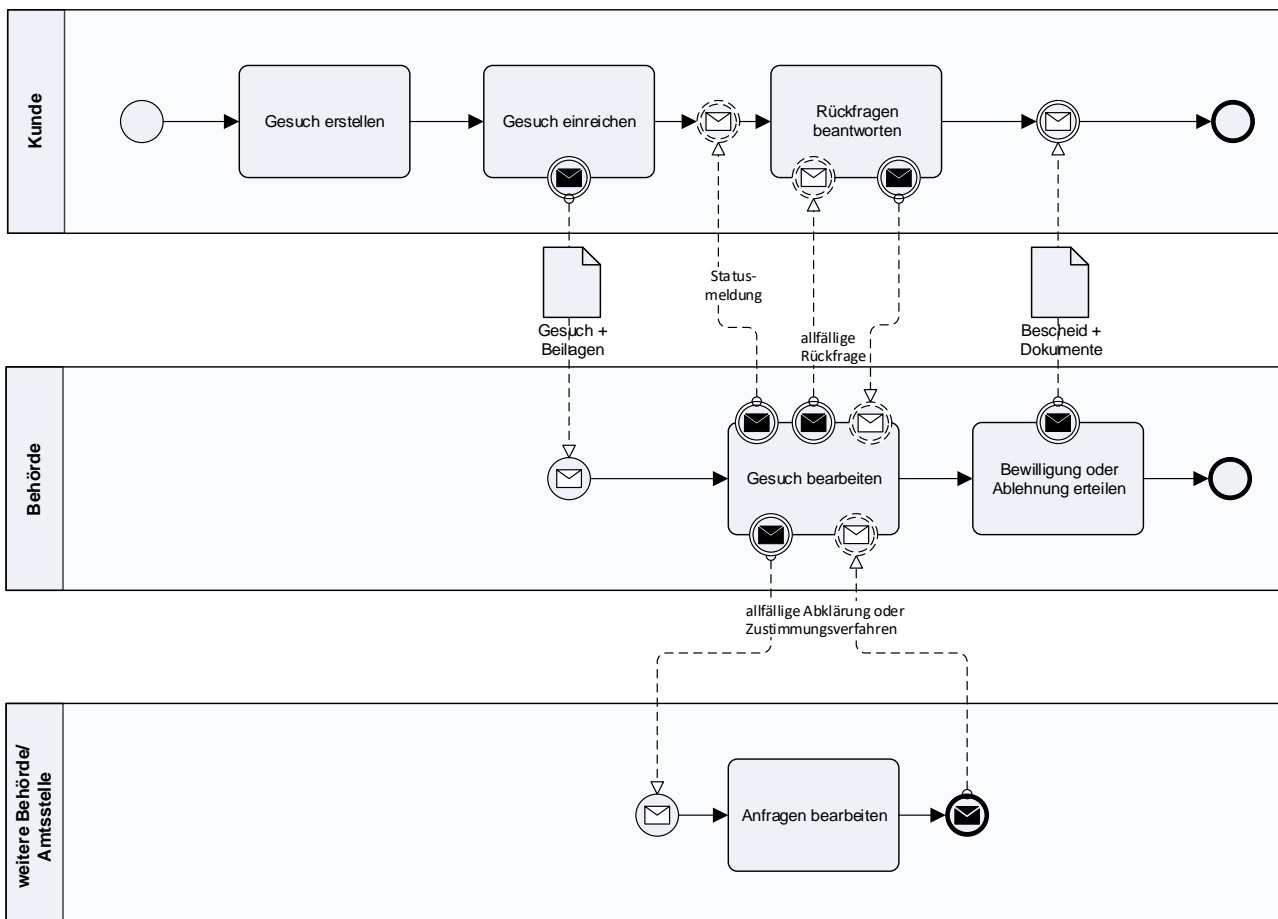 Kunde
Gesuch erstellen
Gesuch einreichen
Rückfragen
beantworten
Status-
meldung
Gesuch +
Beilagen
allfällige
Rückfrage
Bescheid +
Dokumente
Behörde
Gesuch bearbeiten
Bewilligung oder
Ablehnung erteilen
allfällige Abklärung oder
Zustimmungsverfahren
weitere Behörde/
Amtsstelle
Anfragen bearbeiten